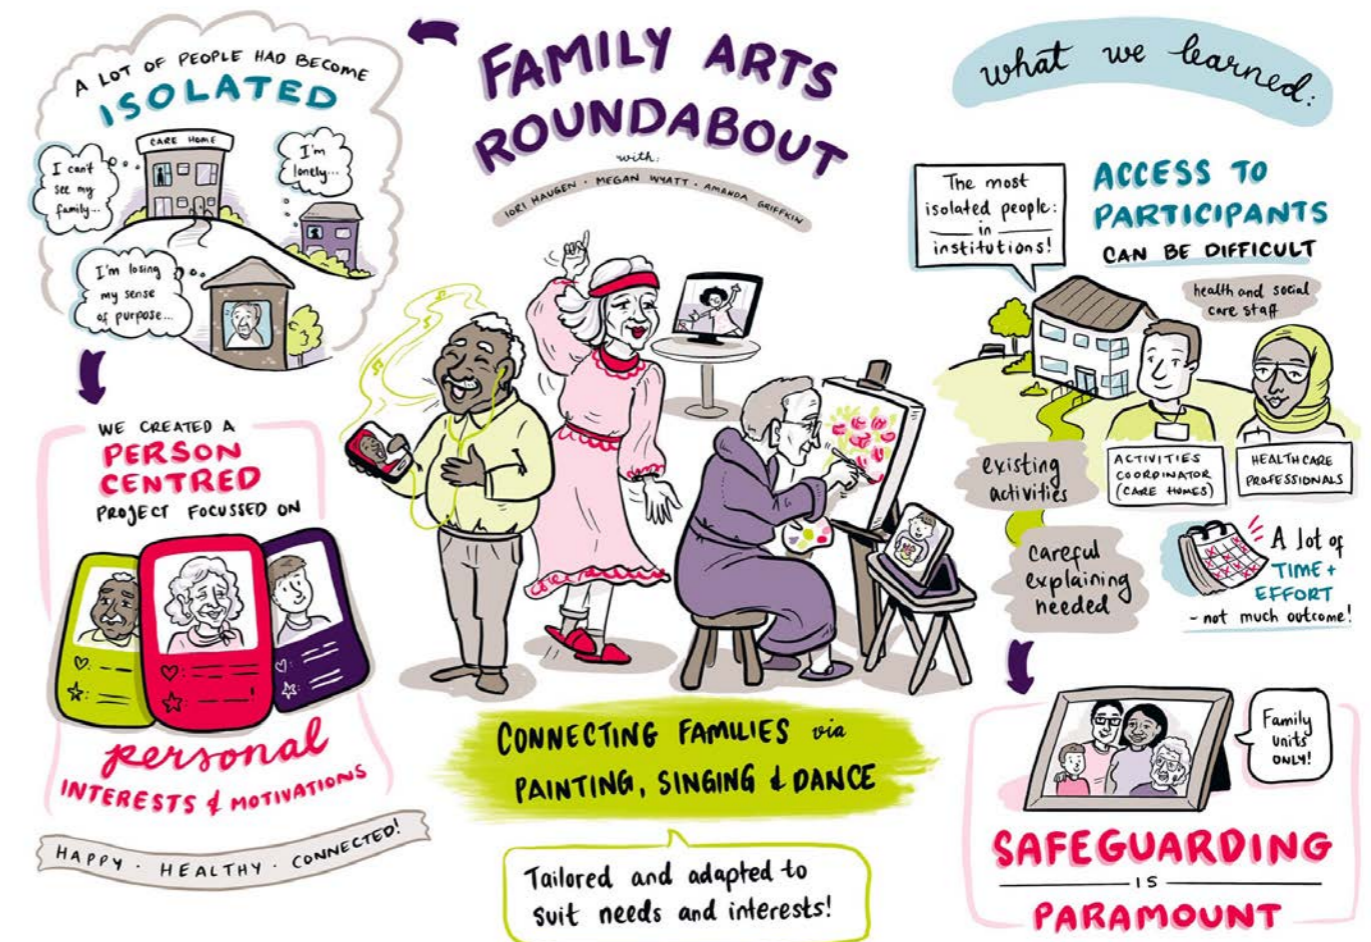 FAMILY ARTS
ROUNDABOUT
with:
IORI HAUGEN · MEGAN WYATT · AMANDA GRIFFKIN
A LOT OF PEOPLE HAD BECOME
ISOLATED
CARE HOME
I can't
see my
family...
I'm
lonely...
I'm losing
my sense
of purpose...
WE CREATED A
PERSON
CENTRED
PROJECT FOCUSSED ON
personal
INTERESTS & MOTIVATIONS
HAPPY · HEALTHY · CONNECTED!
CONNECTING FAMILIES via
PAINTING, SINGING & DANCE
Tailored and adapted to
suit needs and interests!
what we learned:
The most
isolated people:
in
institutions!
ACCESS TO
PARTICIPANTS
CAN BE DIFFICULT
health and social
care staff
existing
activities
ACTIVITIES
COORDINATOR
(CARE HOMES)
HEALTHCARE
PROFESSIONALS
careful
explaining
needed
A lot of
TIME +
EFFORT
- not much outcome!
Family
units
ONLY!
SAFEGUARDING
IS
PARAMOUNT